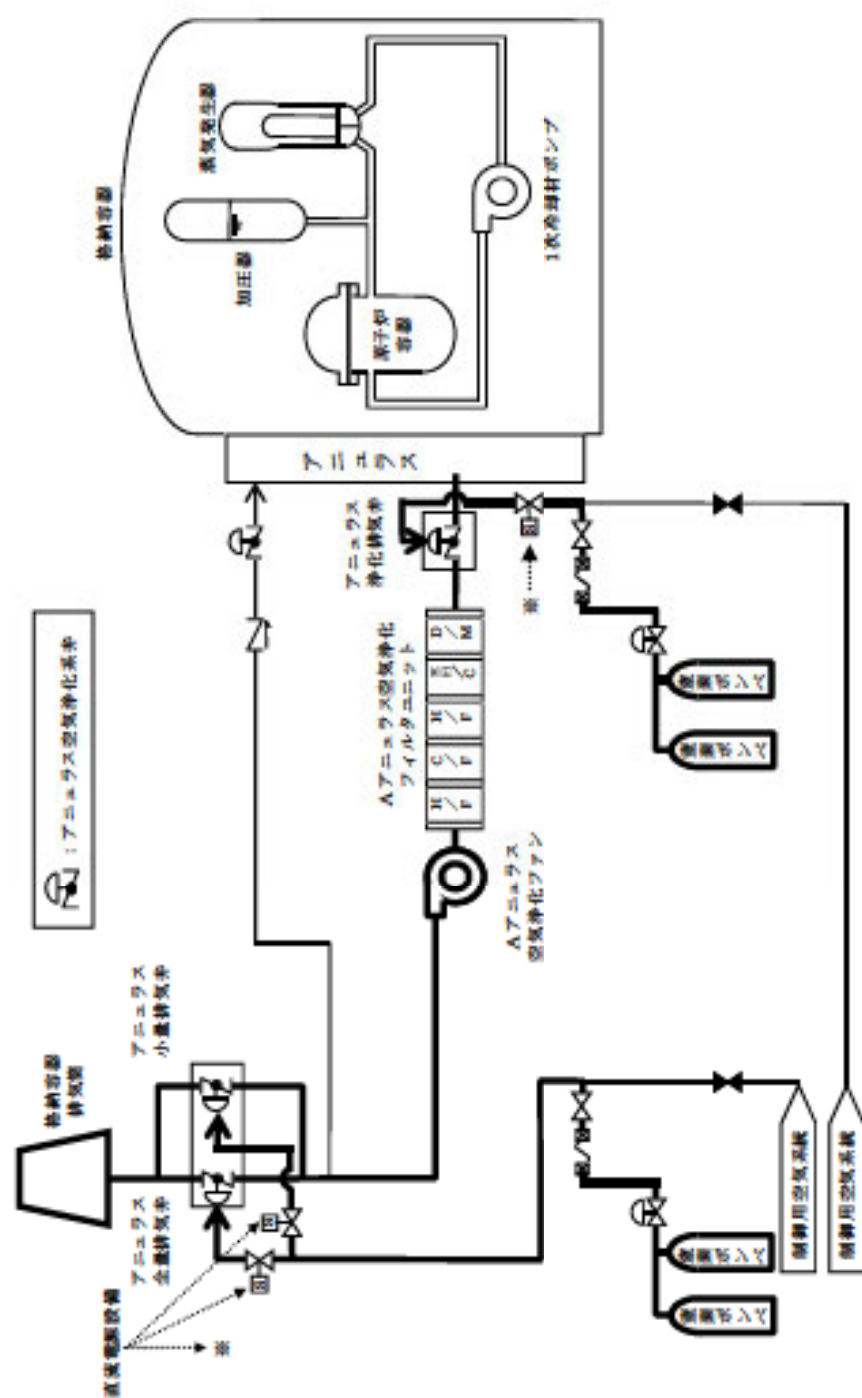 格納容器
蒸気発生器
加圧器
原子炉
容器
1次冷却材ポンプ
アニュラス
アニュラス
浄化排気弁
:アニュラス空気浄化系弁
Aアニュラス空気浄化
フィルタユニット
H/F
C/F
H/F
D/M
Aアニュラス
空気浄化ファン
※
S
窒素ボンベ
窒素ボンベ
格納容器
排気筒
アニュラス
小量排気弁
アニュラス
全量排気弁
直流電源設備
※
S
S
窒素ボンベ
窒素ボンベ
制御用空気系統
制御用空気系統